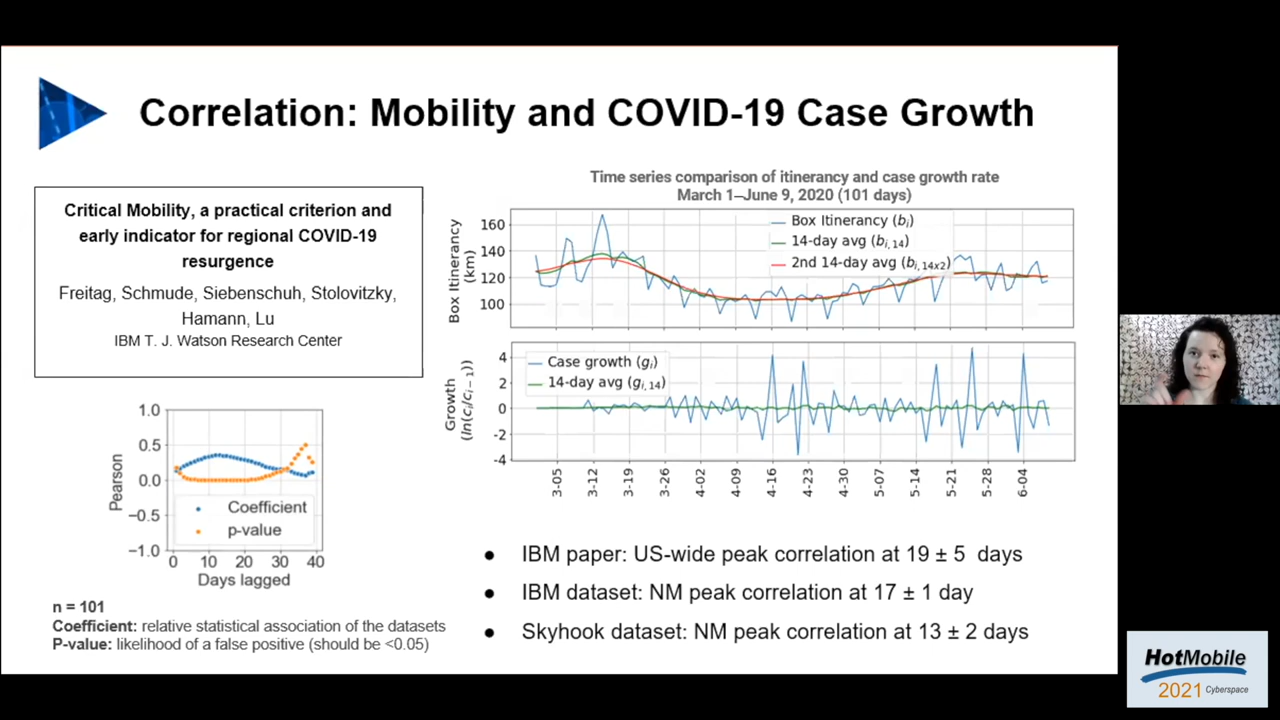 Correlation: Mobility and COVID-19 Case Growth
Critical Mobility, a practical criterion and
early indicator for regional COVID-19
resurgence
Freitag, Schmude, Siebenschuh, Stolovitzky,
Hamann, Lu
IBM T. J. Watson Research Center
Time series comparison of itinerancy and case growth rate
March 1–June 9, 2020 (101 days)
Box Itinerancy
(km)
160
140
120
100
Box Itinerancy (bi)
14-day avg (bi,14)
2nd 14-day avg (bi,14x2)
Growth
(ln(ci/ci−1))
4
2
0
-2
-4
Case growth (gi)
14-day avg (gi,14)
3-05
3-12
3-19
3-26
4-02
4-09
4-16
4-23
4-30
5-07
5-14
5-21
5-28
6-04
Pearson
1.0
0.5
0.0
−0.5
−1.0
Coefficient
p-value
0 10 20 30 40
Days lagged
n = 101
Coefficient: relative statistical association of the datasets
P-value: likelihood of a false positive (should be <0.05)
● IBM paper: US-wide peak correlation at 19 ± 5 days
● IBM dataset: NM peak correlation at 17 ± 1 day
● Skyhook dataset: NM peak correlation at 13 ± 2 days
HotMobile
2021 Cyberspace